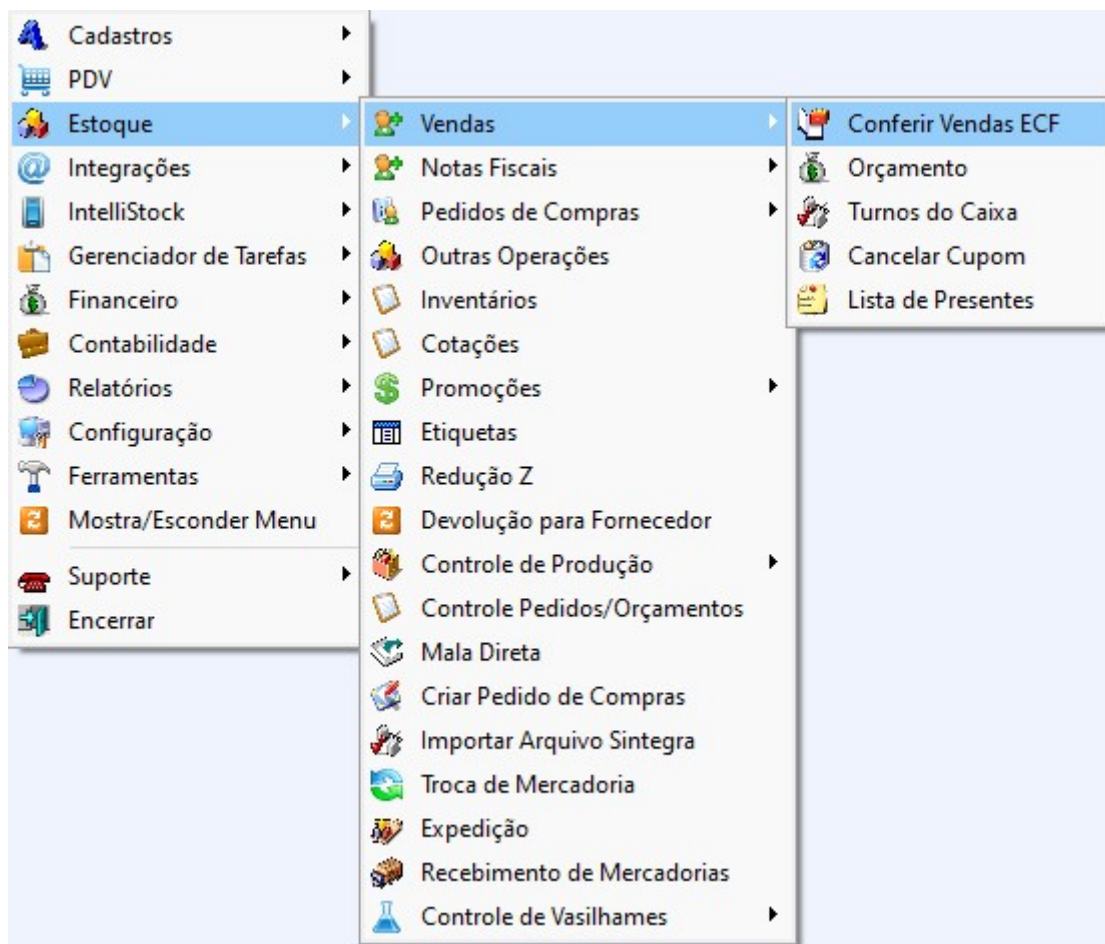 Cadastros
PDV
Estoque
Integrações
IntelliStock
Gerenciador de Tarefas
Financeiro
Contabilidade
Relatórios
Configuração
Ferramentas
Mostra/Esconder Menu
Suporte
Encerrar
Vendas
Notas Fiscais
Pedidos de Compras
Outras Operações
Inventários
Cotações
Promoções
Etiquetas
Redução Z
Devolução para Fornecedor
Controle de Produção
Controle Pedidos/Orçamentos
Mala Direta
Criar Pedido de Compras
Importar Arquivo Sintegra
Troca de Mercadoria
Expedição
Recebimento de Mercadorias
Controle de Vasilhames
Conferir Vendas ECF
Orçamento
Turnos do Caixa
Cancelar Cupom
Lista de Presentes